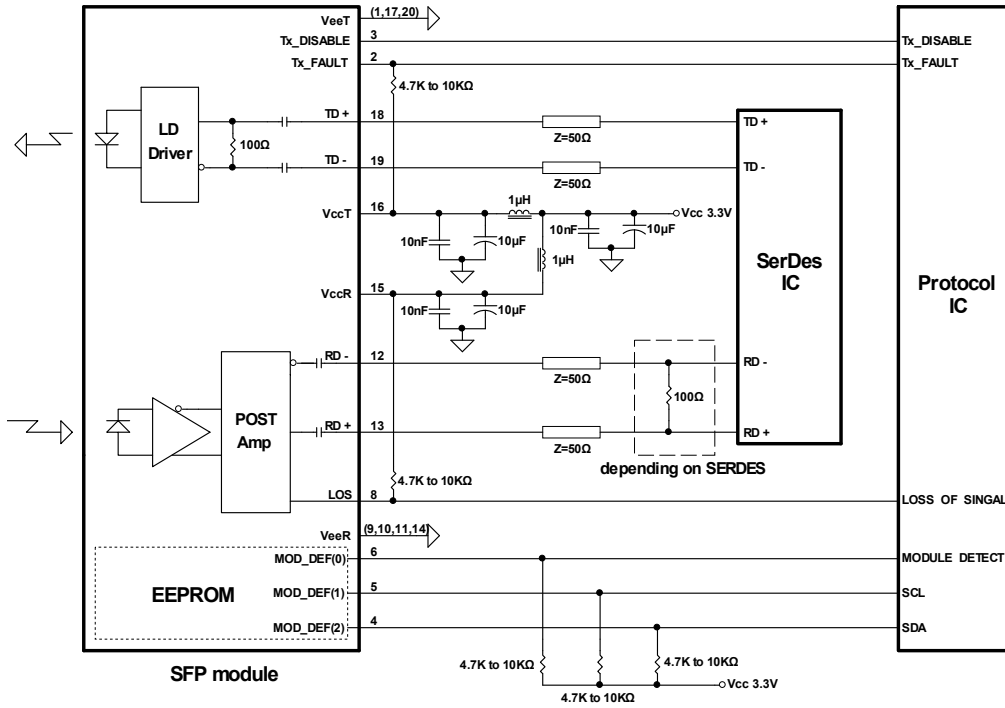 VeeT (1,17,20)
Tx_DISABLE 3 Tx_DISABLE
Tx_FAULT 2 Tx_FAULT
4.7K to 10KΩ
LD
Driver
100Ω
TD + 18 Z=50Ω TD +
TD - 19 Z=50Ω TD -
VccT 16 1µH Vcc 3.3V
10nF 10µF 10nF 10µF
1µH
VccR 15
10nF 10µF
SerDes
IC
Protocol
IC
RD - 12 Z=50Ω RD -
100Ω
POST
Amp
RD + 13 Z=50Ω RD +
depending on SERDES
4.7K to 10KΩ
LOS 8 LOSS OF SINGAL
VeeR (9,10,11,14)
MOD_DEF(0) 6 MODULE DETECT
EEPROM
MOD_DEF(1) 5 SCL
MOD_DEF(2) 4 SDA
SFP module
4.7K to 10KΩ 4.7K to 10KΩ
4.7K to 10KΩ
Vcc 3.3V